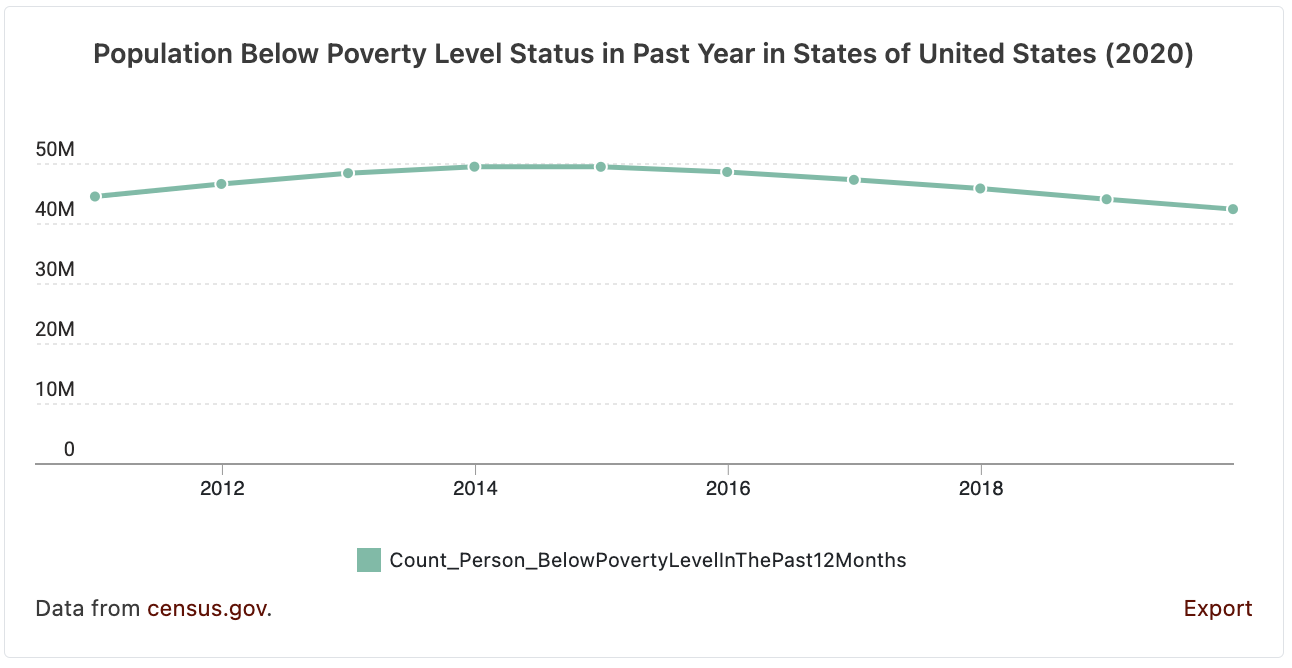 Population Below Poverty Level Status in Past Year in States of United States (2020)
50M
40M
30M
20M
10M
0
2012 2014 2016 2018
Count_Person_BelowPovertyLevelInThePast12Months
Data from census.gov. Export